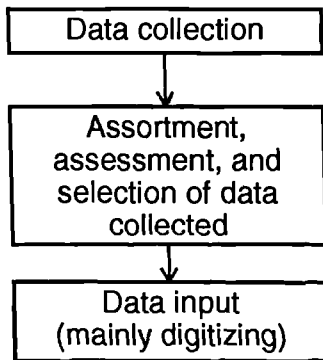 Data collection
Assortment,
assessment, and
selection of data
collected
Data input
(mainly digitizing)